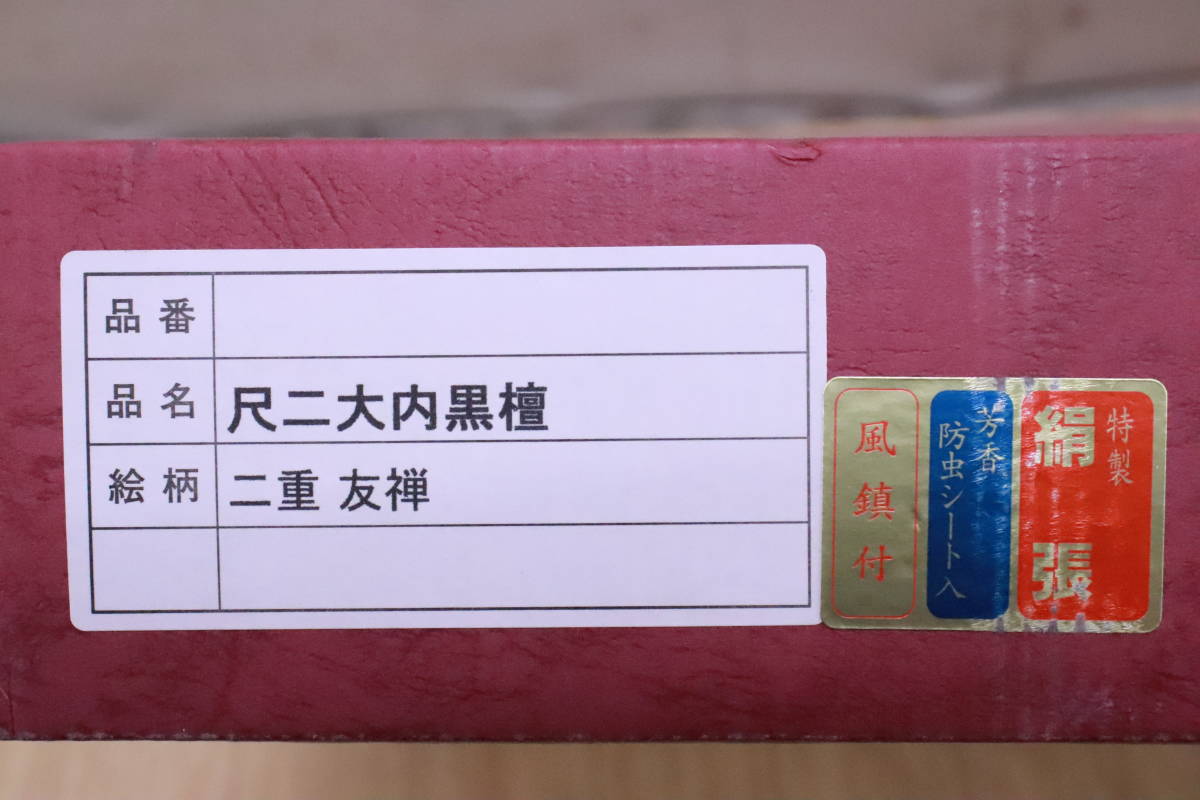 品番
品名 尺二大内黒檀
絵柄 二重 友禅
特製
絹張
芳香
防虫シート入
風鎮付